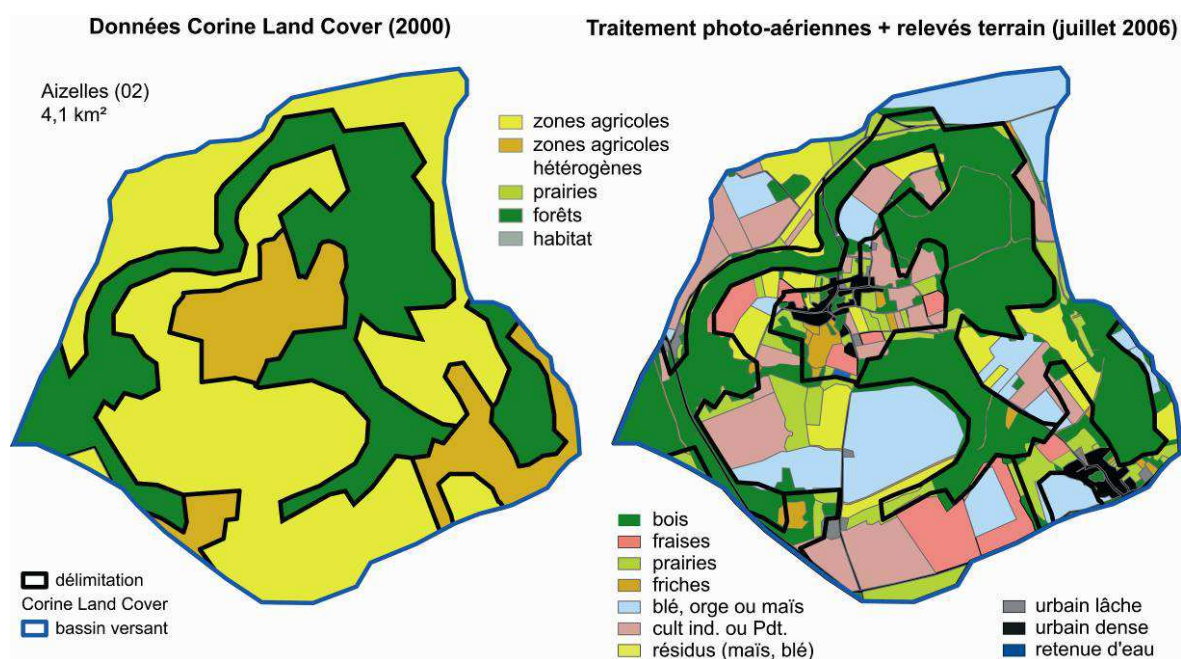 Données Corine Land Cover (2000)
Traitement photo-aériennes + relevés terrain (juillet 2006)
Aizelles (02)
4,1 km²
zones agricoles
zones agricoles
hétérogènes
prairies
forêts
habitat
délimitation
Corine Land Cover
bassin versant
bois
fraises
prairies
friches
blé, orge ou maïs
cult ind. ou Pdt.
résidus (maïs, blé)
urbain lâche
urbain dense
retenue d'eau